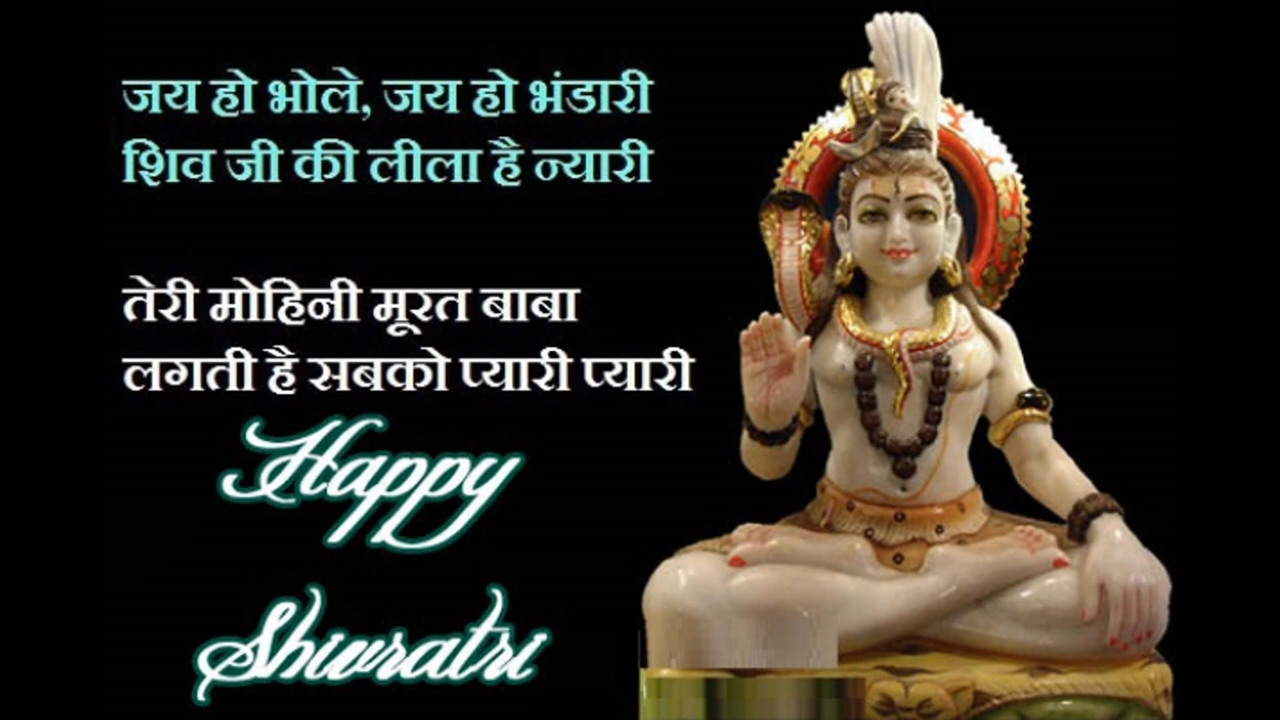 जय हो भोले, जय हो भंडारी
शिव जी की लीला है न्यारी
तेरी मोहिनी मूरत बाबा
लगती है सबको प्यारी प्यारी
Happy
Shivratri